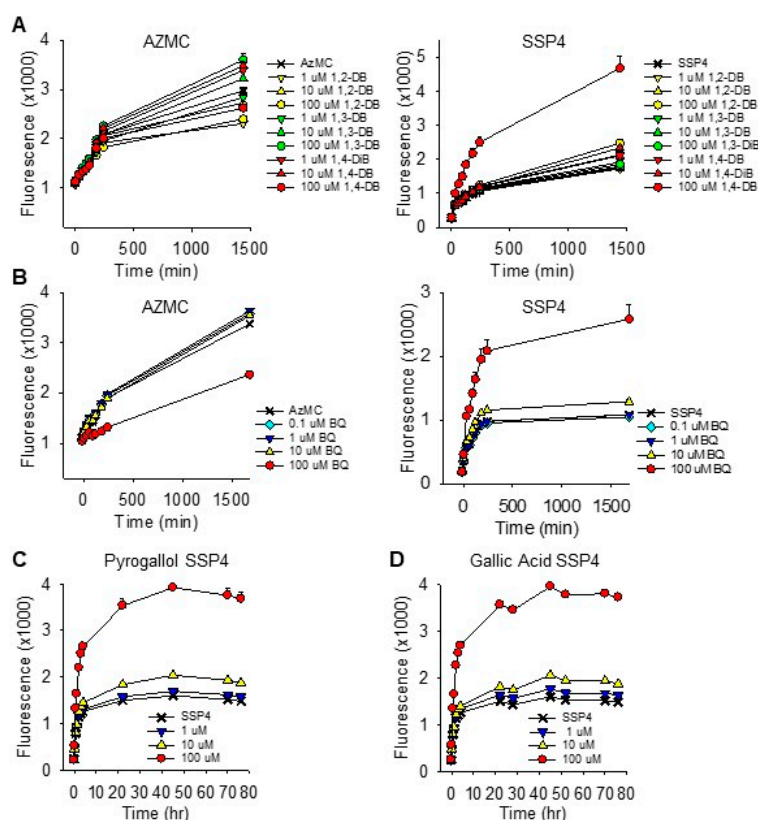 A
AZMC
Fluorescence (x1000)
4
3
2
1
0 500 1000 1500
Time (min)
AzMC
1 uM 1,2-DB
10 uM 1,2-DB
100 uM 1,2-DB
1 uM 1,3-DB
10 uM 1,3-DB
100 uM 1,3-DB
1 uM 1,4-DiB
10 uM 1,4-DB
100 uM 1,4-DB
SSP4
Fluorescence (x1000)
5
4
3
2
1
0
0 500 1000 1500
Time (min)
SSP4
1 uM 1,2-DB
10 uM 1,2-DB
100 uM 1,2-DB
1 uM 1,3-DB
10 uM 1,3-DB
100 uM 1,3-DiB
1 uM 1,4-DB
10 uM 1,4-DiB
100 uM 1,4-DB
B
AZMC
Fluorescence (x1000)
4
3
2
1
0 500 1000 1500
Time (min)
AzMC
0.1 uM BQ
1 uM BQ
10 uM BQ
100 uM BQ
SSP4
Fluorescence (x1000)
3
2
1
0
0 500 1000 1500
Time (min)
SSP4
0.1 uM BQ
1 uM BQ
10 uM BQ
100 uM BQ
C
Pyrogallol SSP4
Fluorescence (x1000)
4
3
2
1
0
0 10 20 30 40 50 60 70 80
Time (hr)
SSP4
1 uM
10 uM
100 uM
D
Gallic Acid SSP4
Fluorescence (x1000)
4
3
2
1
0
0 10 20 30 40 50 60 70 80
Time (hr)
SSP4
1 uM
10 uM
100 uM